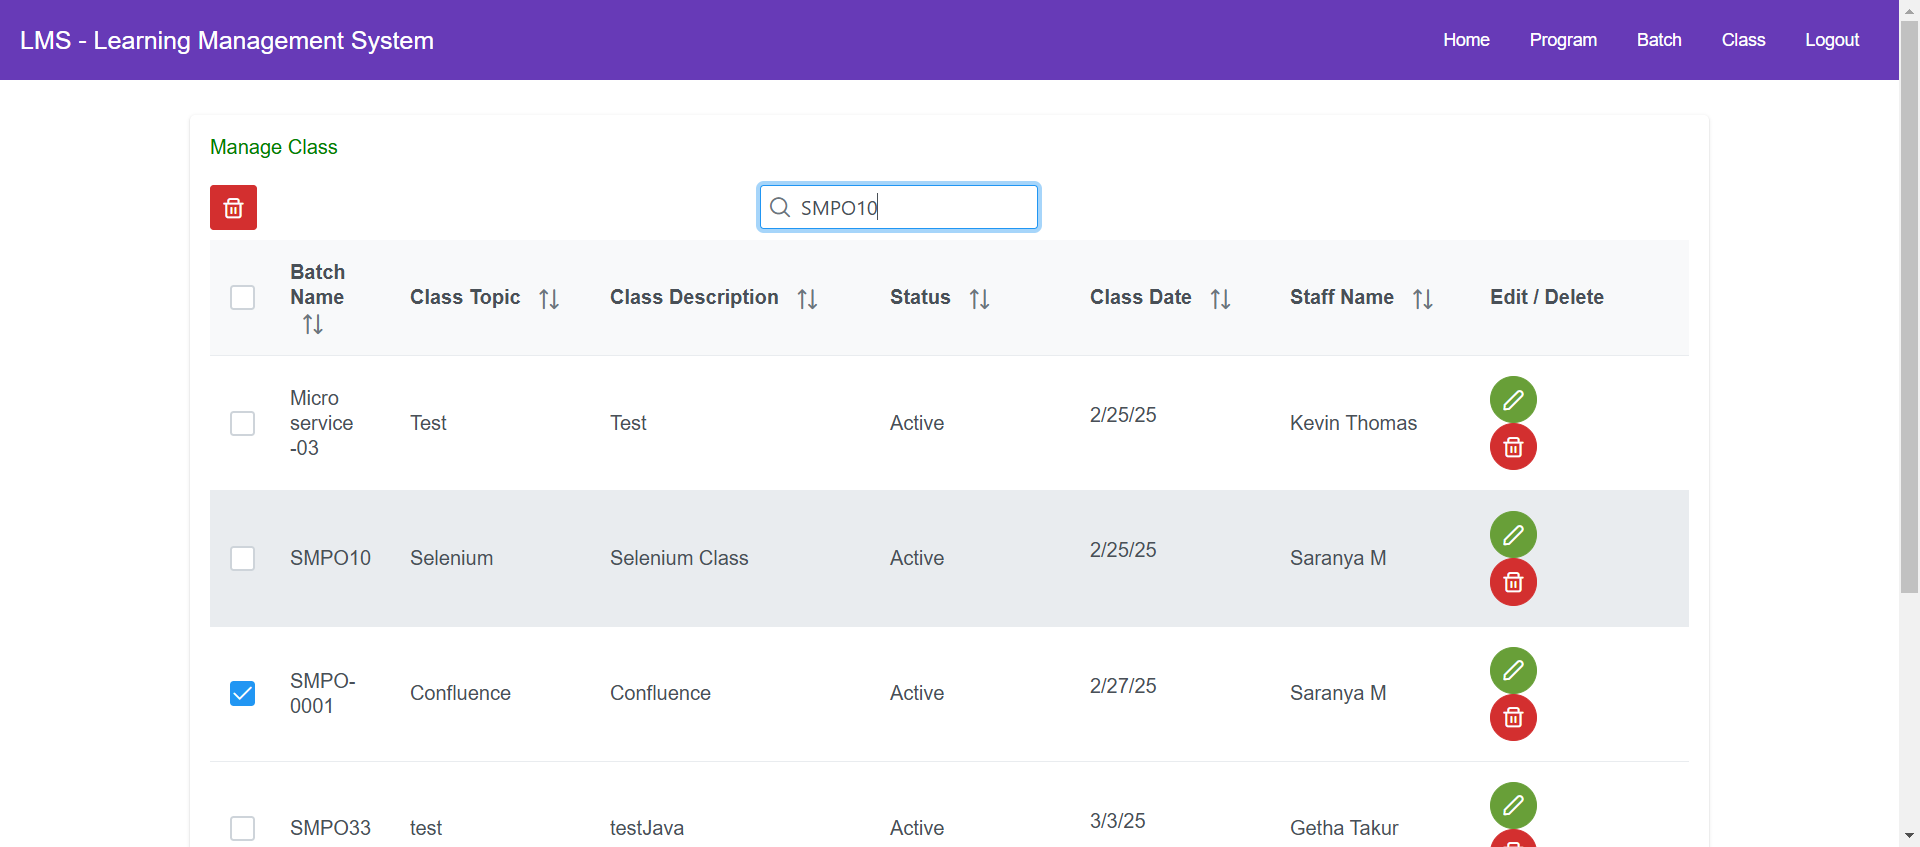 LMS - Learning Management System
Home Program Batch Class Logout
Manage Class
SMPO10
Batch
Name
Class Topic
Class Description
Status
Class Date
Staff Name
Edit / Delete
Micro
service
-03
Test
Test
Active
2/25/25
Kevin Thomas
SMPO10
Selenium
Selenium Class
Active
2/25/25
Saranya M
SMPO-
0001
Confluence
Confluence
Active
2/27/25
Saranya M
SMPO33
test
testJava
Active
3/3/25
Getha Takur